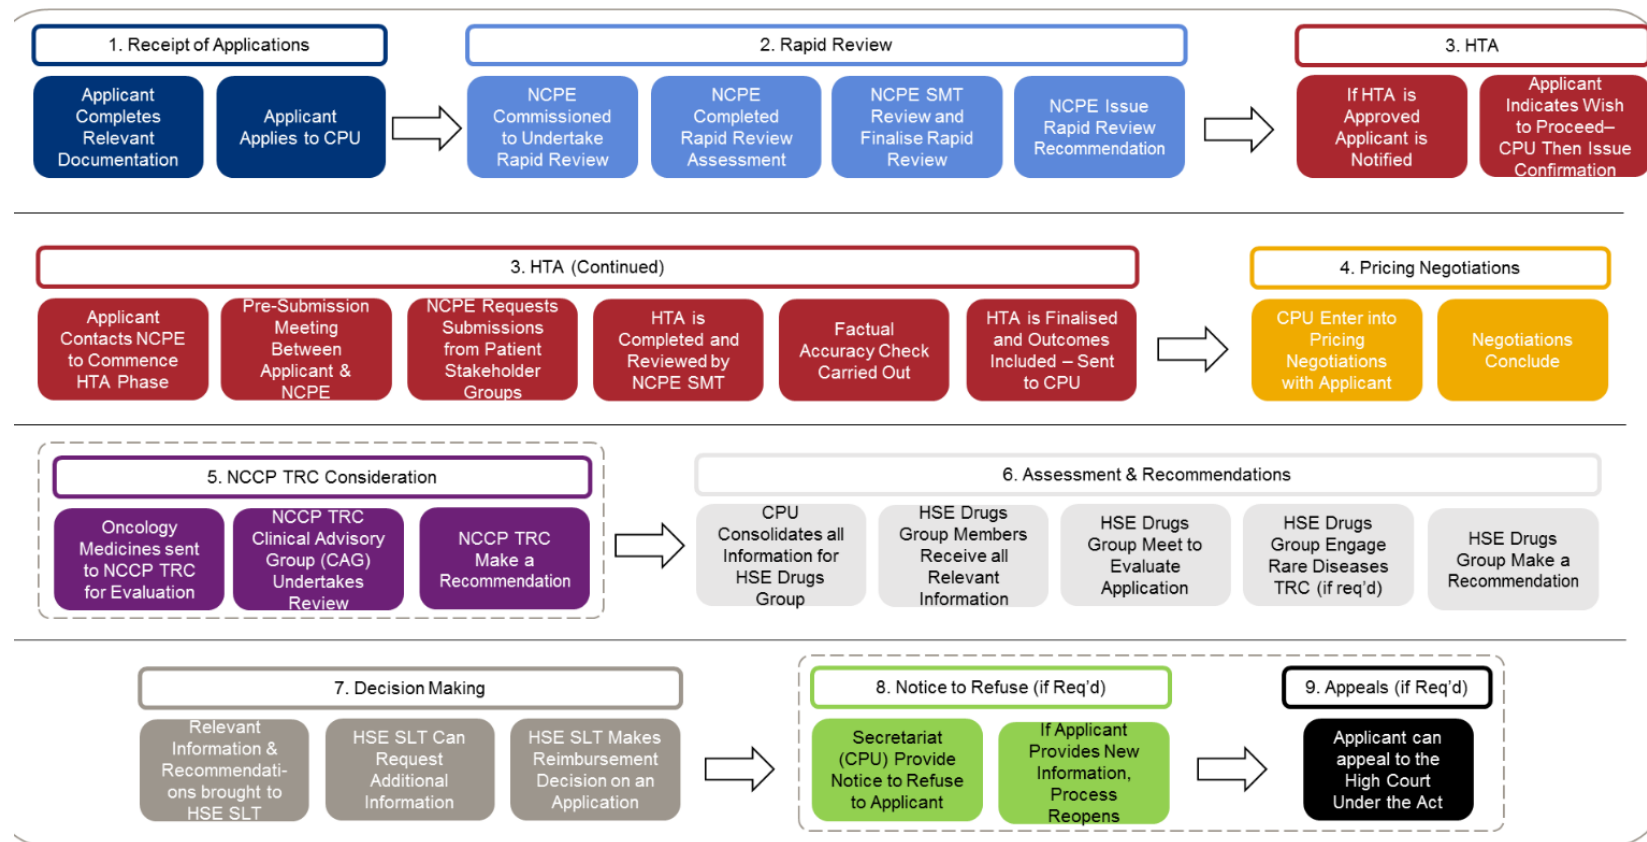 1. Receipt of Applications
Applicant
Completes
Relevant
Documentation
Applicant
Applies to CPU
2. Rapid Review
NCPE
Commissioned
to Undertake
Rapid Review
NCPE
Completed
Rapid Review
Assessment
NCPE SMT
Review and
Finalise Rapid
Review
NCPE Issue
Rapid Review
Recommendation
3. HTA
If HTA is
Approved
Applicant is
Notified
Applicant
Indicates Wish
to Proceed–
CPU Then Issue
Confirmation
3. HTA (Continued)
Applicant
Contacts NCPE
to Commence
HTA Phase
Pre-Submission
Meeting
Between
Applicant &
NCPE
NCPE Requests
Submissions
from Patient
Stakeholder
Groups
HTA is
Completed and
Reviewed by
NCPE SMT
Factual
Accuracy Check
Carried Out
HTA is Finalised
and Outcomes
Included – Sent
to CPU
4. Pricing Negotiations
CPU Enter into
Pricing
Negotiations
with Applicant
Negotiations
Conclude
5. NCCP TRC Consideration
Oncology
Medicines sent
to NCCP TRC
for Evaluation
NCCP TRC
Clinical Advisory
Group (CAG)
Undertakes
Review
NCCP TRC
Make a
Recommendation
6. Assessment & Recommendations
CPU
Consolidates all
Information for
HSE Drugs
Group
HSE Drugs
Group Members
Receive all
Relevant
Information
HSE Drugs
Group Meet to
Evaluate
Application
HSE Drugs
Group Engage
Rare Diseases
TRC (if req'd)
HSE Drugs
Group Make a
Recommendation
7. Decision Making
Relevant
Information &
Recommendati-
ons brought to
HSE SLT
HSE SLT Can
Request
Additional
Information
HSE SLT Makes
Reimbursement
Decision on an
Application
8. Notice to Refuse (if Req'd)
Secretariat
(CPU) Provide
Notice to Refuse
to Applicant
If Applicant
Provides New
Information,
Process
Reopens
9. Appeals (if Req'd)
Applicant can
appeal to the
High Court
Under the Act